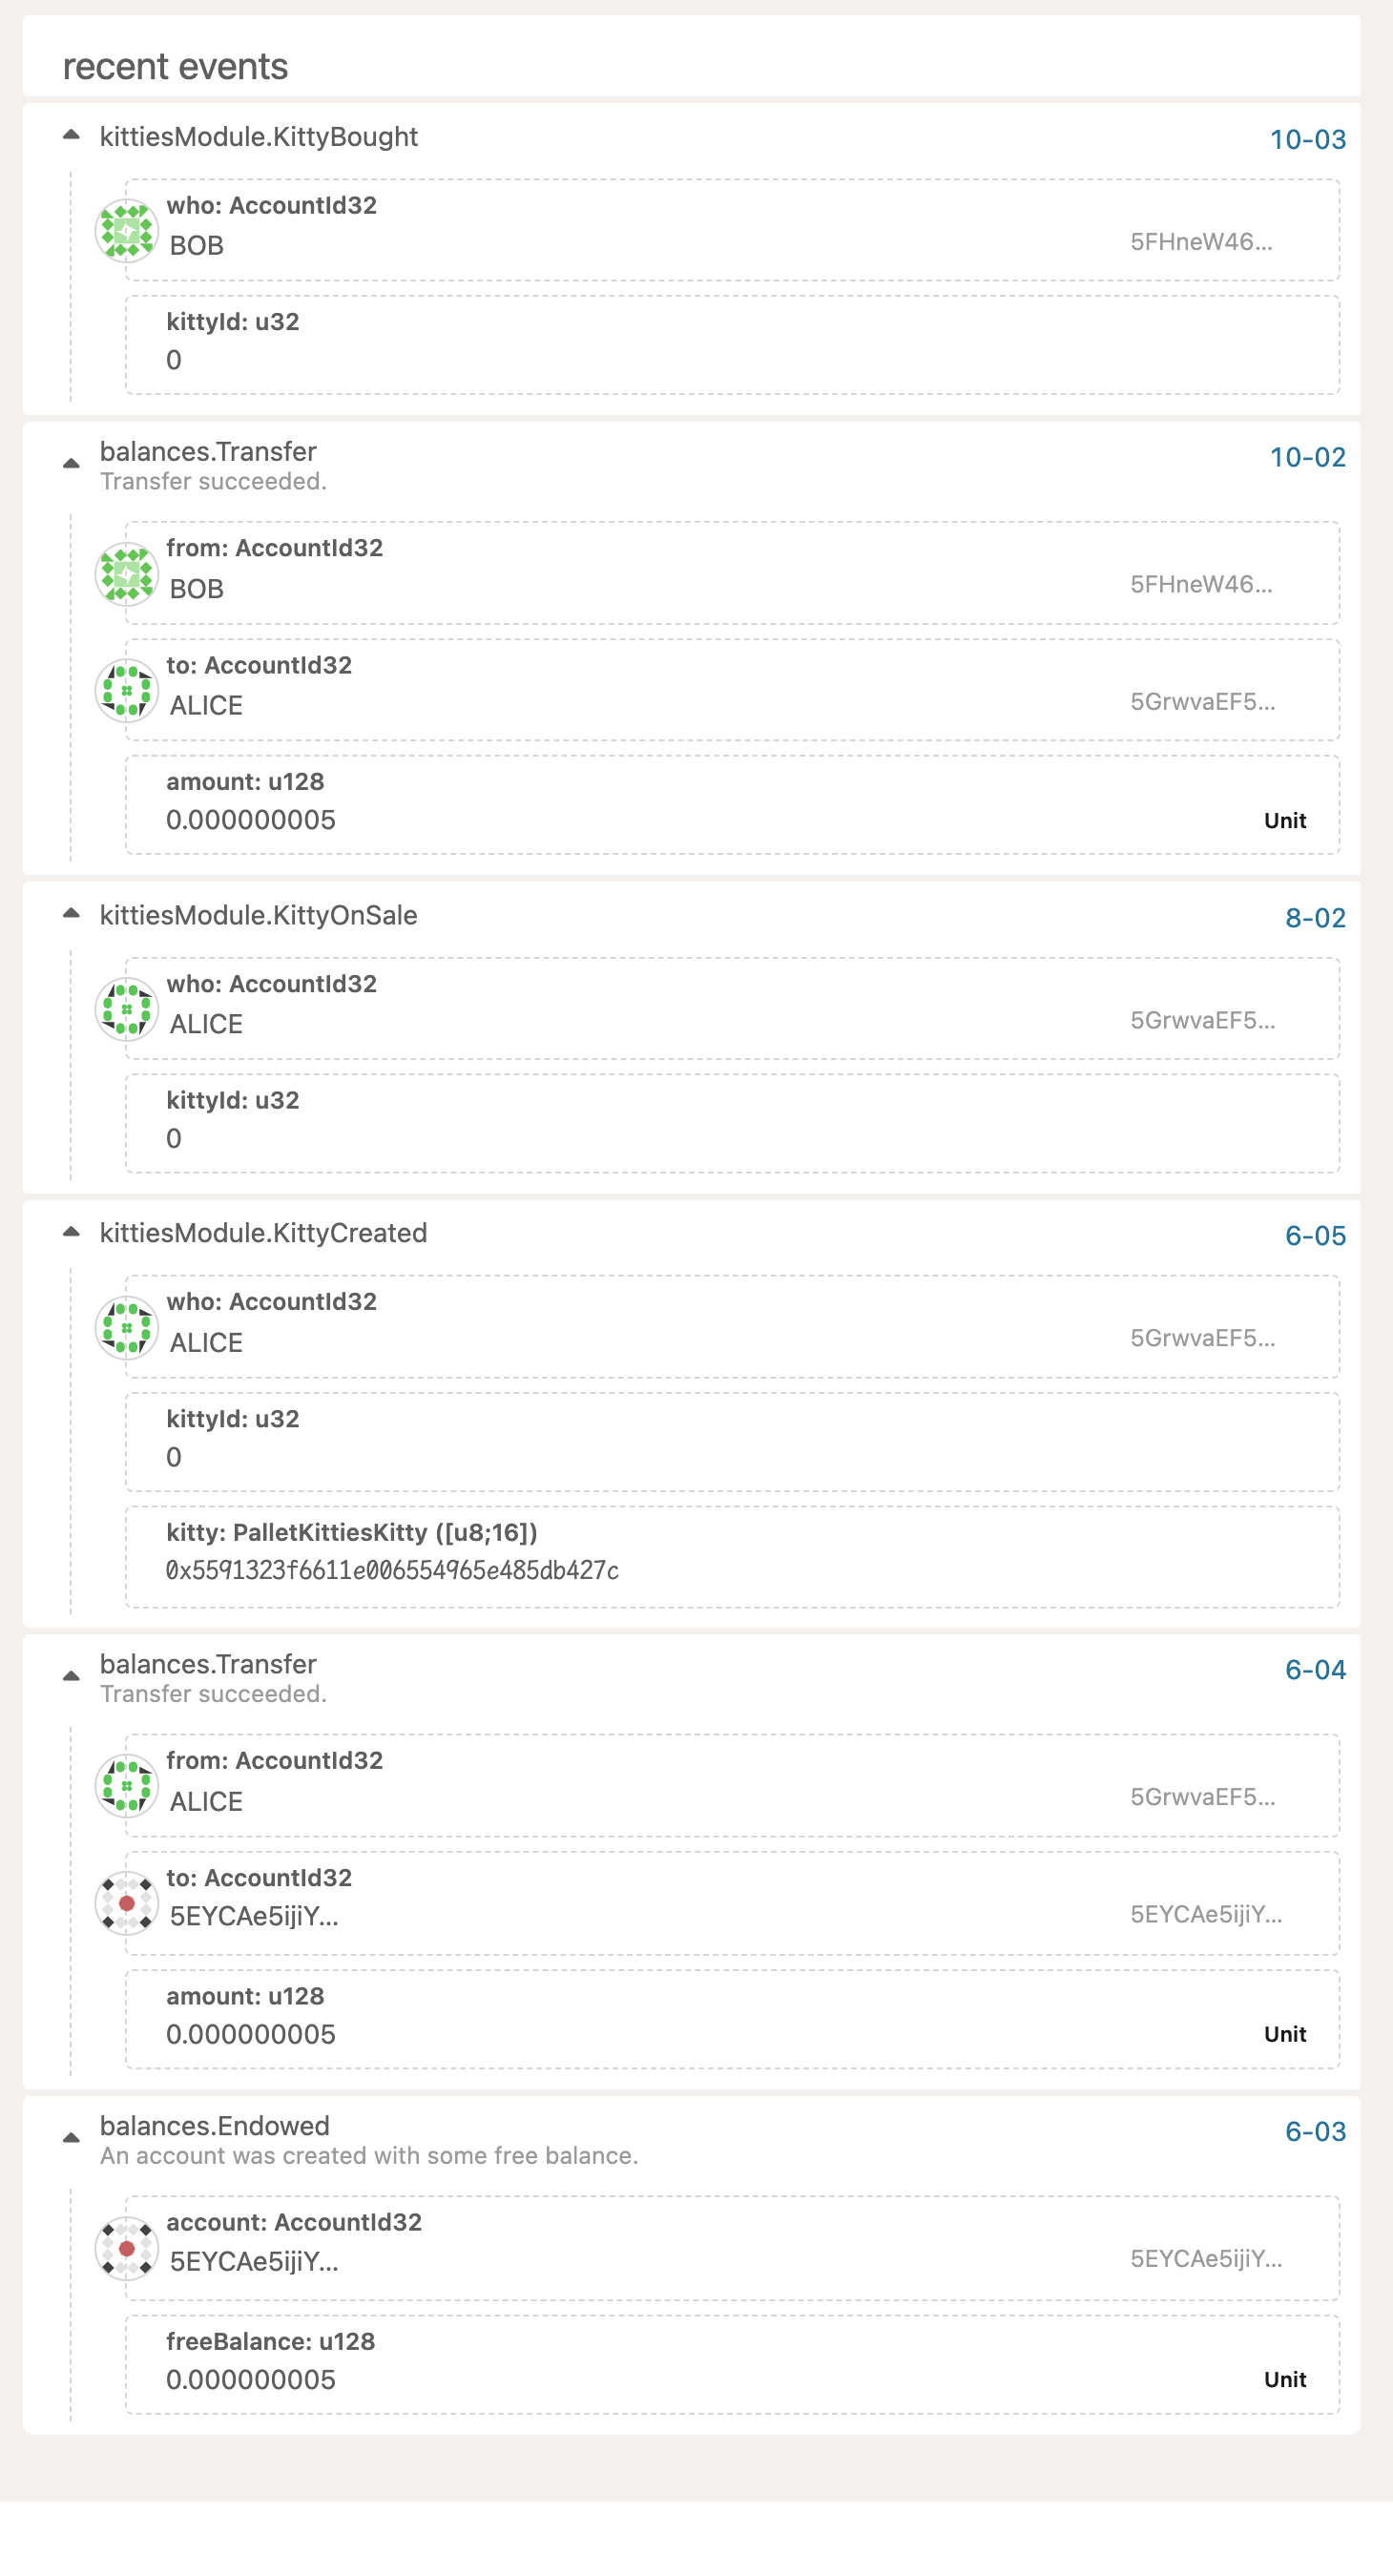 recent events
kittiesModule.KittyBought 10-03
who: AccountId32
BOB 5FHneW46...
kittyId: u32
0
balances.Transfer 10-02
Transfer succeeded.
from: AccountId32
BOB 5FHneW46...
to: AccountId32
ALICE 5GrwvaEF5...
amount: u128
0.000000005 Unit
kittiesModule.KittyOnSale 8-02
who: AccountId32
ALICE 5GrwvaEF5...
kittyId: u32
0
kittiesModule.KittyCreated 6-05
who: AccountId32
ALICE 5GrwvaEF5...
kittyId: u32
0
kitty: PalletKittiesKitty ([u8;16])
0x5591323f6611e006554965e485db427c
balances.Transfer 6-04
Transfer succeeded.
from: AccountId32
ALICE 5GrwvaEF5...
to: AccountId32
5EYCAe5ijiY... 5EYCAe5ijiY...
amount: u128
0.000000005 Unit
balances.Endowed 6-03
An account was created with some free balance.
account: AccountId32
5EYCAe5ijiY... 5EYCAe5ijiY...
freeBalance: u128
0.000000005 Unit